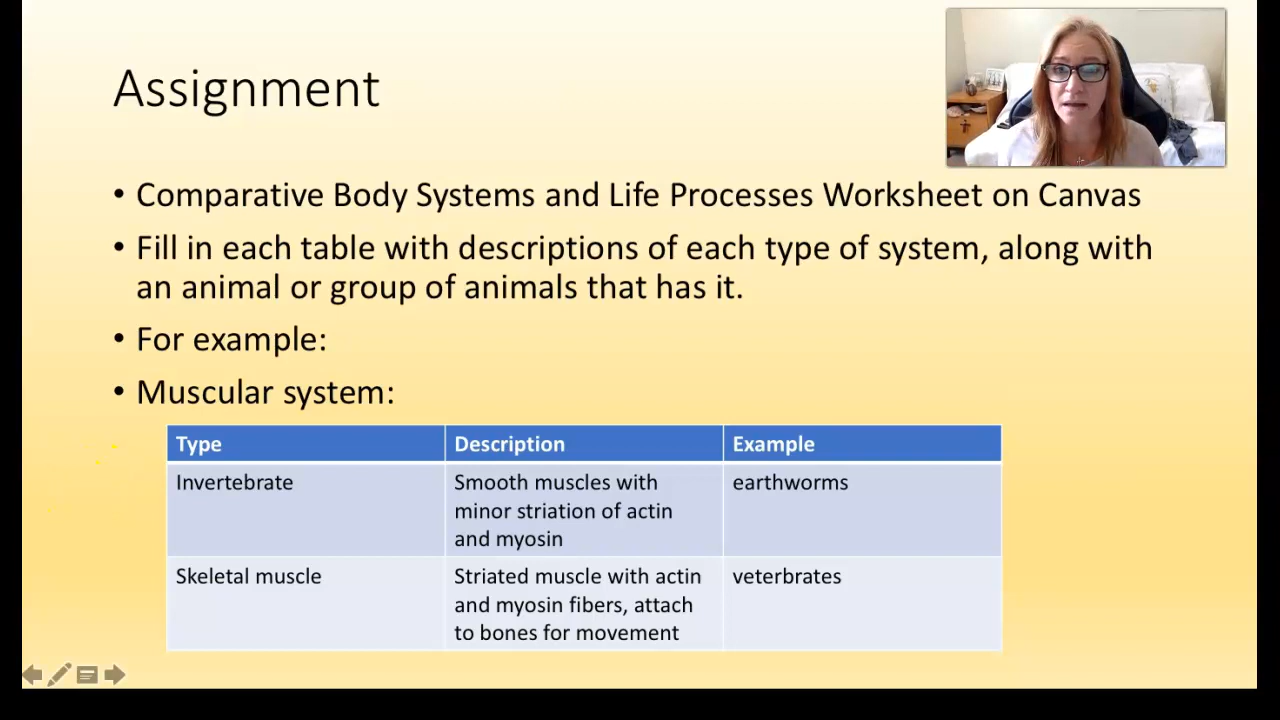 Assignment
• Comparative Body Systems and Life Processes Worksheet on Canvas
• Fill in each table with descriptions of each type of system, along with
an animal or group of animals that has it.
• For example:
• Muscular system:
Type Description Example
Invertebrate Smooth muscles with earthworms
minor striation of actin
and myosin
Skeletal muscle Striated muscle with actin veterbrates
and myosin fibers, attach
to bones for movement